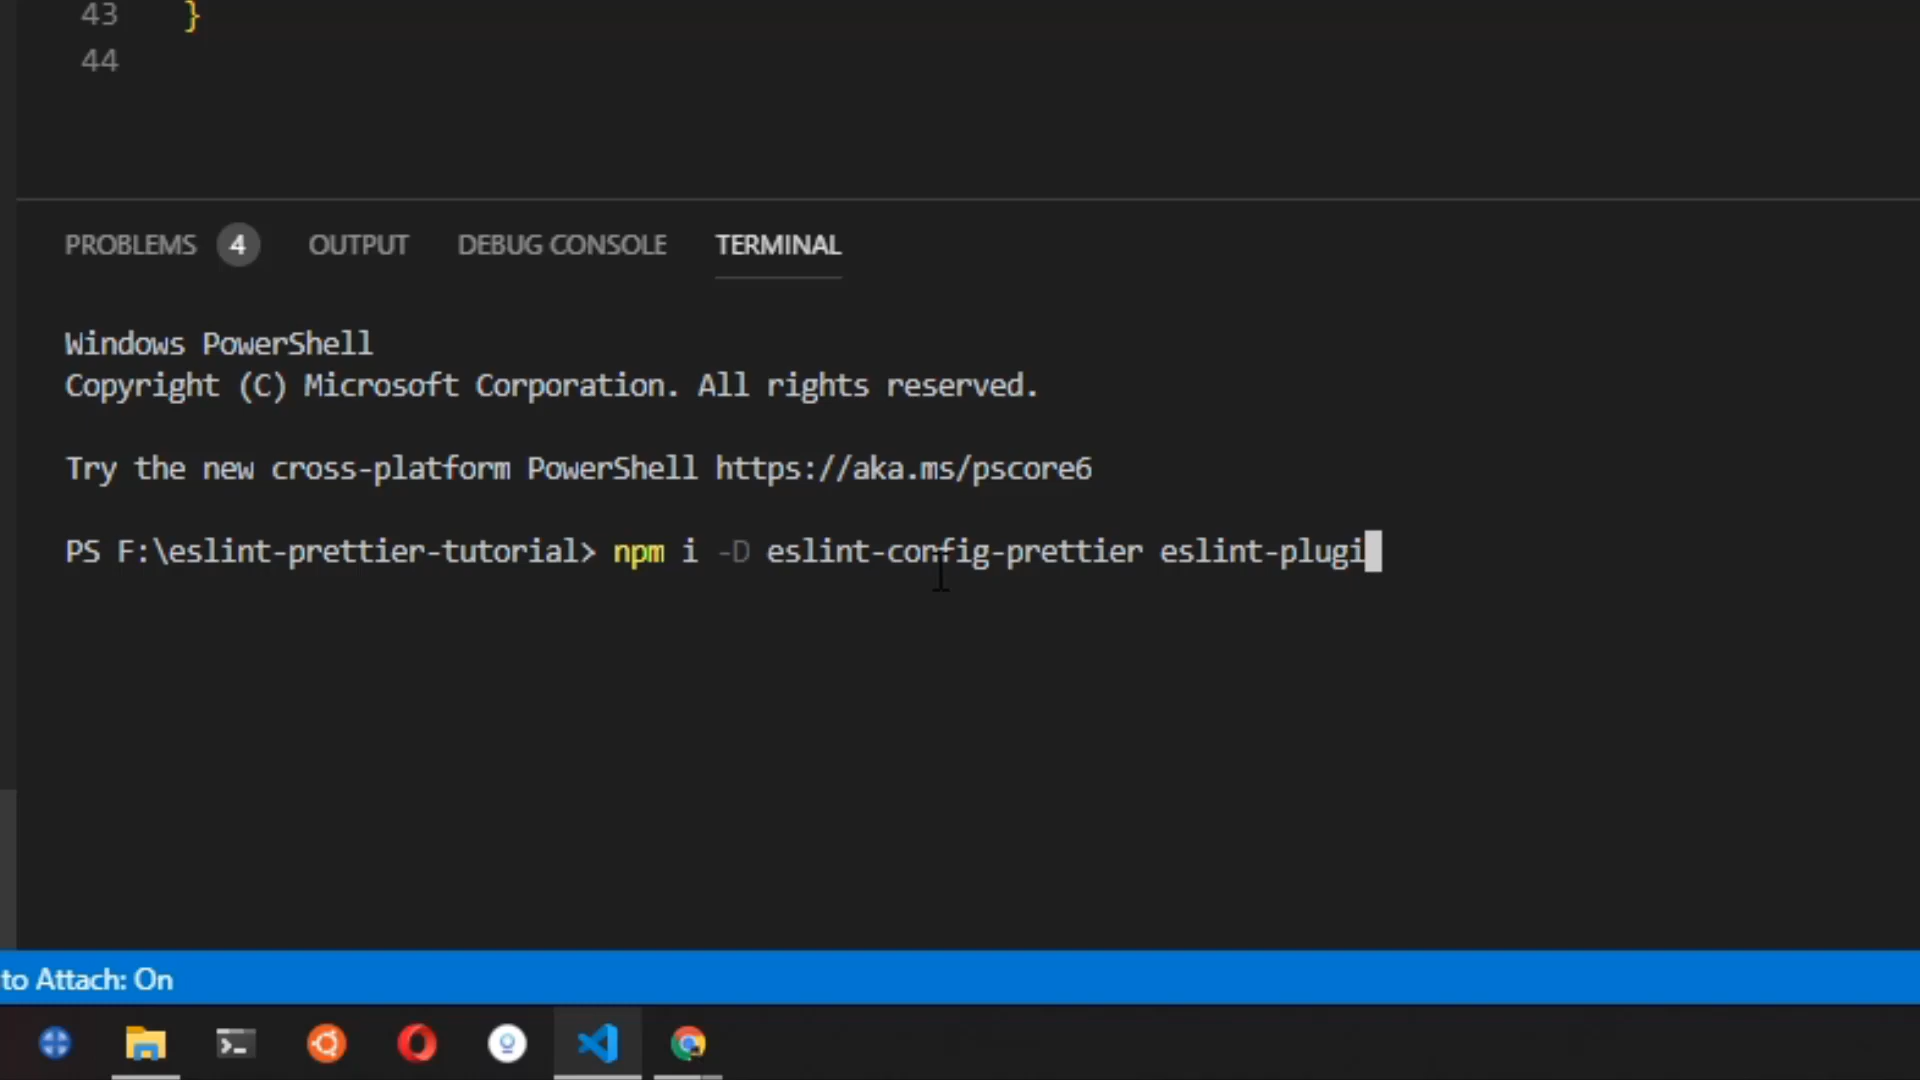 43 }
44
PROBLEMS 4 OUTPUT DEBUG CONSOLE TERMINAL
Windows PowerShell
Copyright (C) Microsoft Corporation. All rights reserved.
Try the new cross-platform PowerShell https://aka.ms/pscore6
PS F:\eslint-prettier-tutorial> npm i -D eslint-config-prettier eslint-plugi
to Attach: On